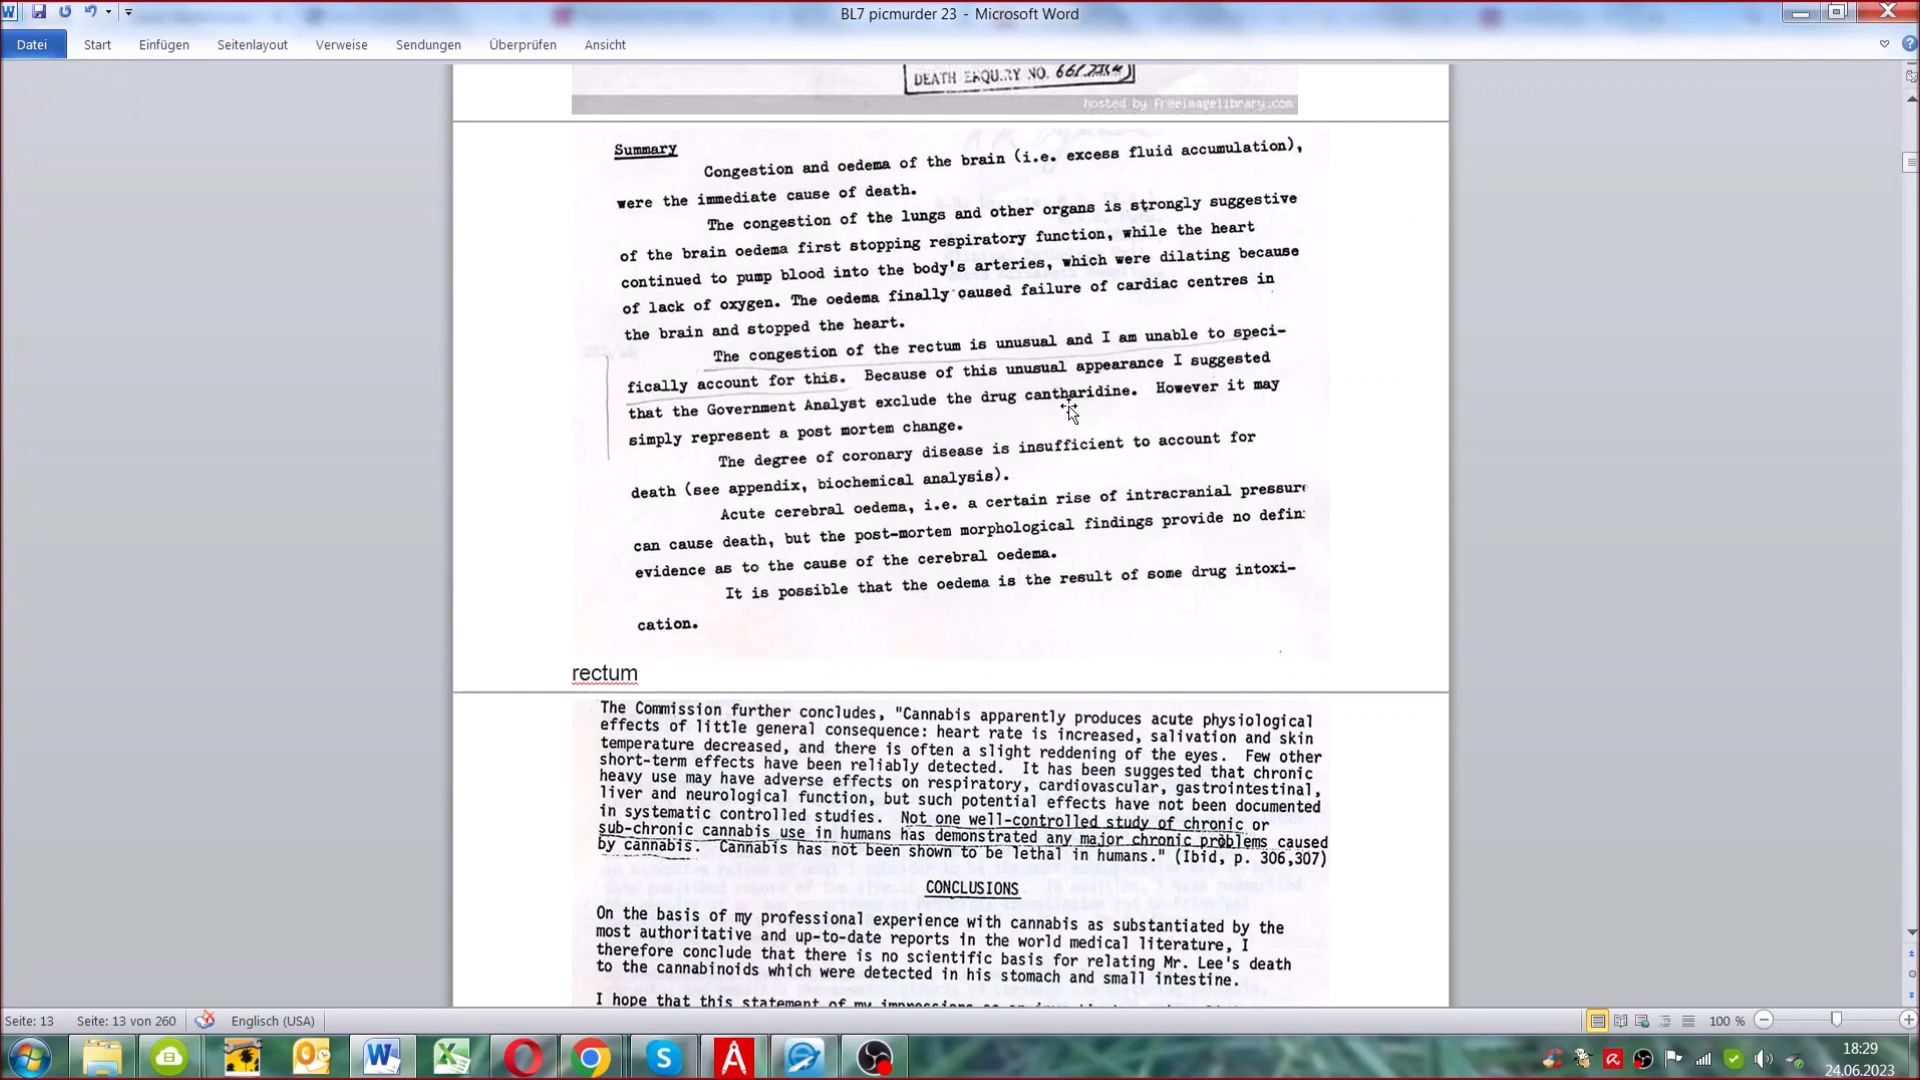 BL7 picmurder 23 - Microsoft Word
Datei Start Einfügen Seitenlayout Verweise Sendungen Überprüfen Ansicht
DEATH ENQUIRY NO.
hosted by freeimagelibrary.com
Summary
Congestion and oedema of the brain (i.e. excess fluid accumulation),
were the immediate cause of death.
The congestion of the lungs and other organs is strongly suggestive
of the brain oedema first stopping respiratory function, while the heart
continued to pump blood into the body's arteries, which were dilating because
of lack of oxygen. The oedema finally caused failure of cardiac centres in
the brain and stopped the heart.
The congestion of the rectum is unusual and I am unable to speci-
fically account for this. Because of this unusual appearance I suggested
that the Government Analyst exclude the drug cantharidine. However it may
simply represent a post mortem change.
The degree of coronary disease is insufficient to account for
death (see appendix, biochemical analysis).
Acute cerebral oedema, i.e. a certain rise of intracranial pressure
can cause death, but the post-mortem morphological findings provide no defin
evidence as to the cause of the cerebral oedema.
It is possible that the oedema is the result of some drug intoxi-
cation.
rectum
The Commission further concludes, "Cannabis apparently produces acute physiological
effects of little general consequence: heart rate is increased, salivation and skin
temperature decreased, and there is often a slight reddening of the eyes. Few other
short-term effects have been reliably detected. It has been suggested that chronic
heavy use may have adverse effects on respiratory, cardiovascular, gastrointestinal,
liver and neurological function, but such potential effects have not been documented
in systematic controlled studies. Not one well-controlled study of chronic or
sub-chronic cannabis use in humans has demonstrated any major chronic problems caused
by cannabis. Cannabis has not been shown to be lethal in humans." (Ibid, p. 306,307)
CONCLUSIONS
On the basis of my professional experience with cannabis as substantiated by the
most authoritative and up-to-date reports in the world medical literature, I
therefore conclude that there is no scientific basis for relating Mr. Lee's death
to the cannabinoids which were detected in his stomach and small intestine.
I hope that this statement of my impressions
Seite: 13 Seite: 13 von 260 Englisch (USA) 100 %
18:29
24.06.2023